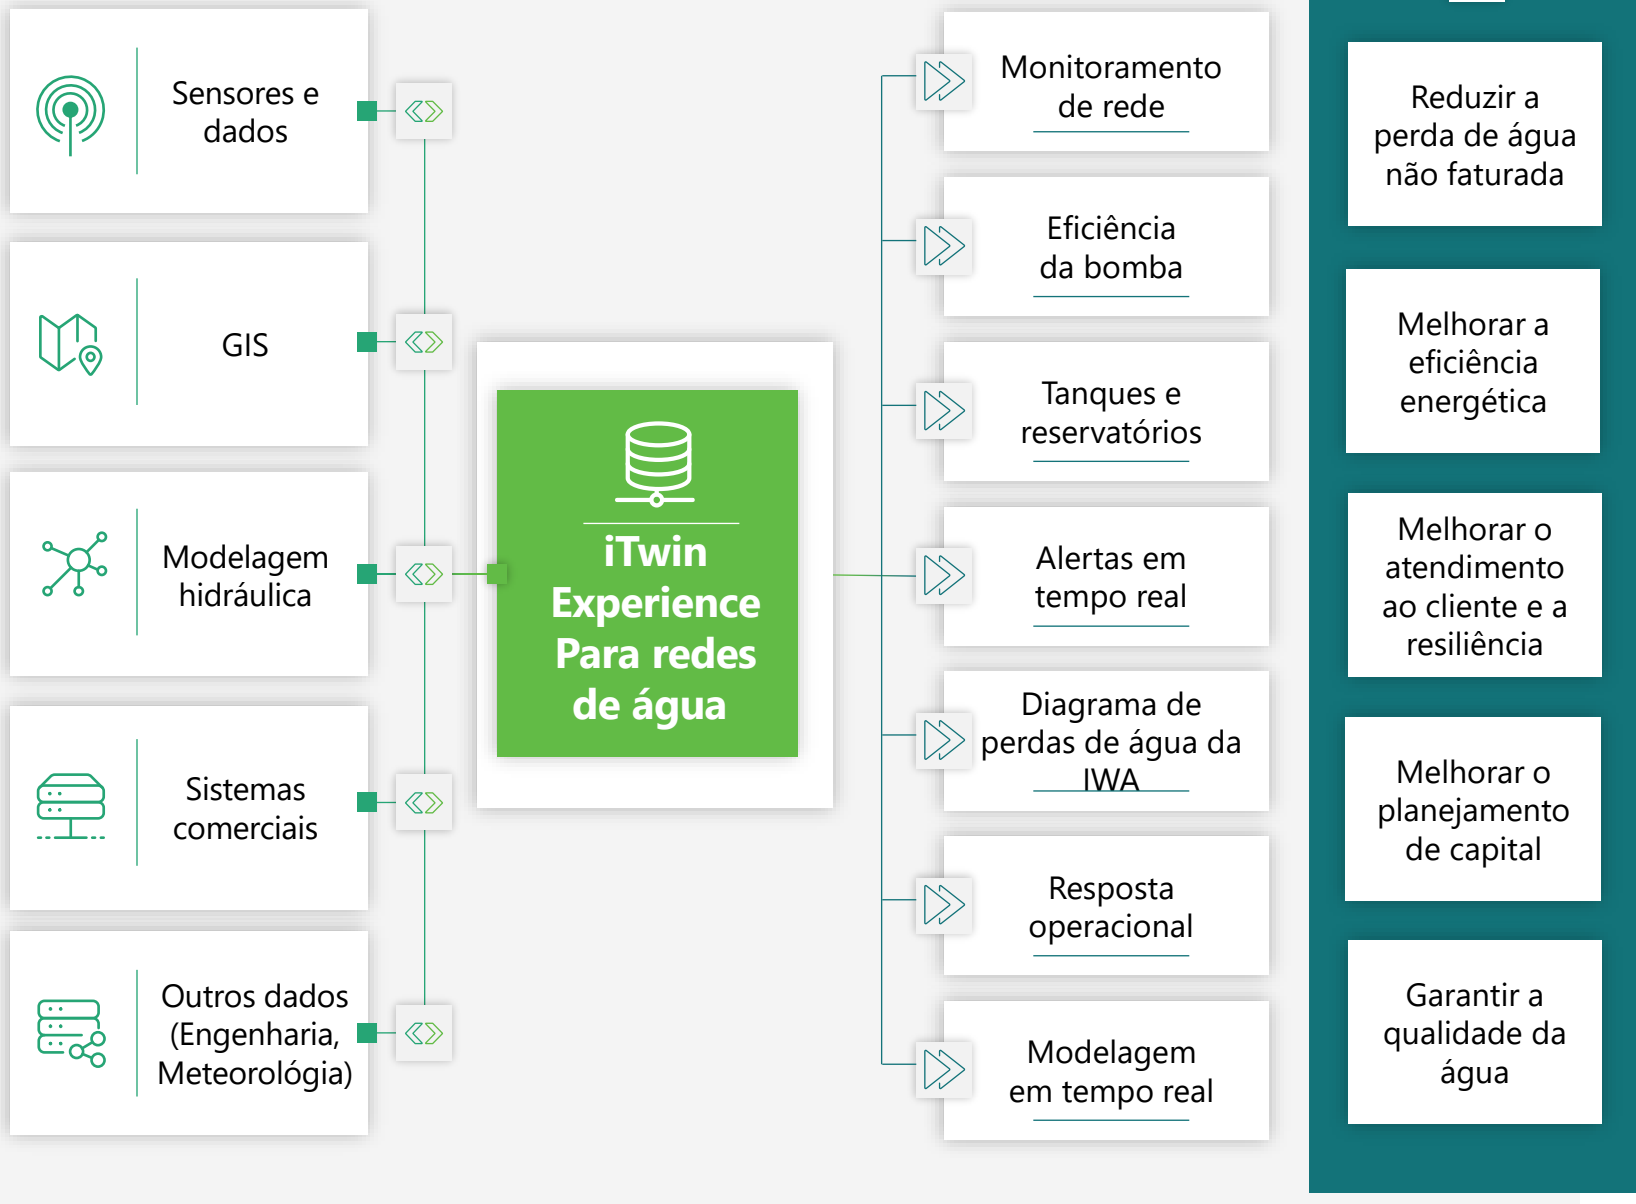 Sensores e
dados
GIS
Modelagem
hidráulica
Sistemas
comerciais
Outros dados
(Engenharia,
Meteorológia)
iTwin
Experience
Para redes
de água
Monitoramento
de rede
Eficiência
da bomba
Tanques e
reservatórios
Alertas em
tempo real
Diagrama de
perdas de água da
IWA
Resposta
operacional
Modelagem
em tempo real
Reduzir a
perda de água
não faturada
Melhorar a
eficiência
energética
Melhorar o
atendimento
ao cliente e a
resiliência
Melhorar o
planejamento
de capital
Garantir a
qualidade da
água